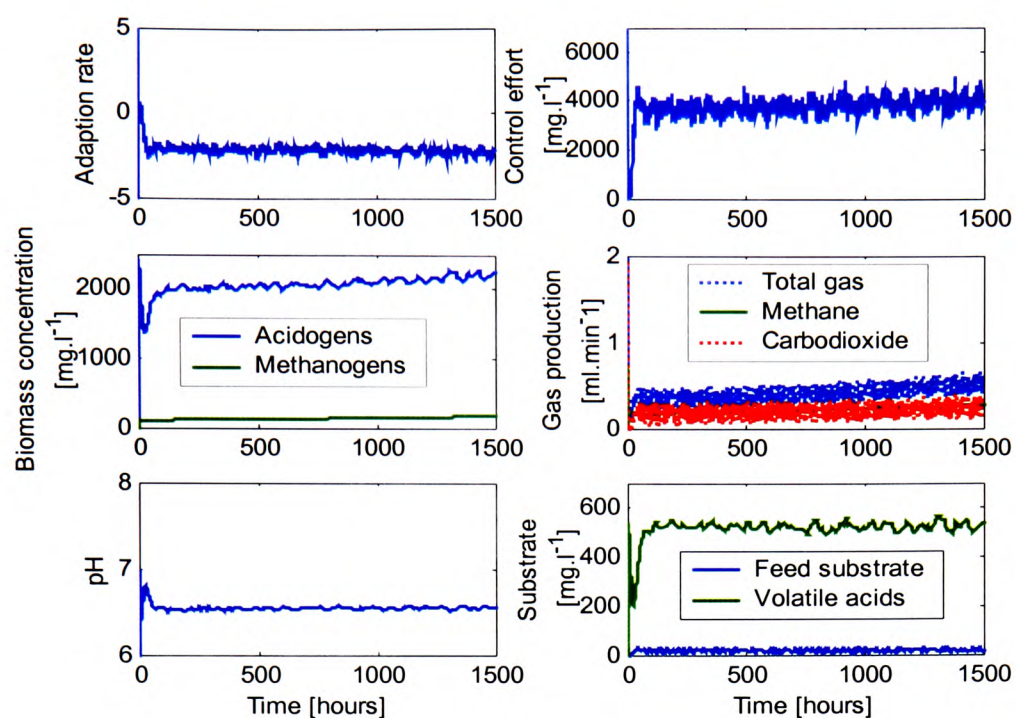 Adaption rate
5
0
-5
0 500 1000 1500
Control effort
[mg.l-1]
6000
4000
2000
0
0 500 1000 1500
Biomass concentration
[mg.l-1]
2000
1000
0
Acidogens
Methanogens
0 500 1000 1500
Gas production
[ml.min-1]
2
1
0
Total gas
Methane
Carbodioxide
0 500 1000 1500
pH
8
7
6
0 500 1000 1500
Time [hours]
Substrate
[mg.l-1]
600
400
200
0
Feed substrate
Volatile acids
0 500 1000 1500
Time [hours]